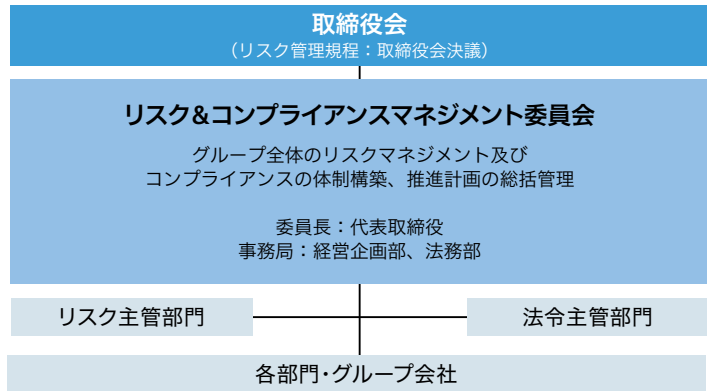 取締役会
（リスク管理規程：取締役会決議）
リスク&コンプライアンスマネジメント委員会
グループ全体のリスクマネジメント及び
コンプライアンスの体制構築、推進計画の総括管理
委員長：代表取締役
事務局：経営企画部、法務部
リスク主管部門
法令主管部門
各部門・グループ会社